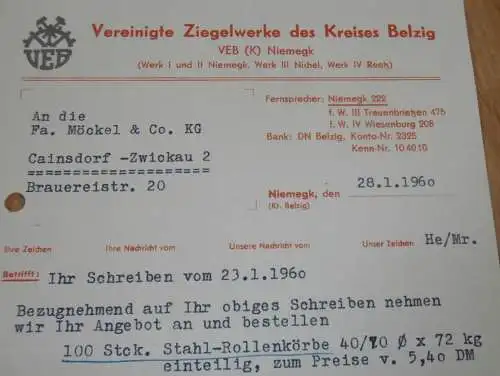 VEB
Vereinigte Ziegelwerke des Kreises Belzig
VEB (K) Niemegk
(Werk I und II Niemegk, Werk III Nichel, Werk IV Reetz)
An die
Fa. Möckel & Co. KG
Cainsdorf -Zwickau 2
====================
Brauereistr. 20
Fernsprecher: Niemegk 222
f. W. III Treuenbrietzen 475
f. W. IV Wiesenburg 208
Bank: DN Belzig, Konto-Nr. 2325
Kenn-Nr. 104010
Niemegk, den 28.1.1960
(Kr. Belzig)
Ihre Zeichen Ihre Nachricht vom Unsere Nachricht vom Unser Zeichen He/Mr.
Betrifft: Ihr Schreiben vom 23.1.1960
Bezugnehmend auf Ihr obiges Schreiben nehmen
wir Ihr Angebot an und bestellen
100 Stck. Stahl-Rollenkörbe 40/70 Ø x 72 kg
einteilig, zum Preise v. 5,40 DM